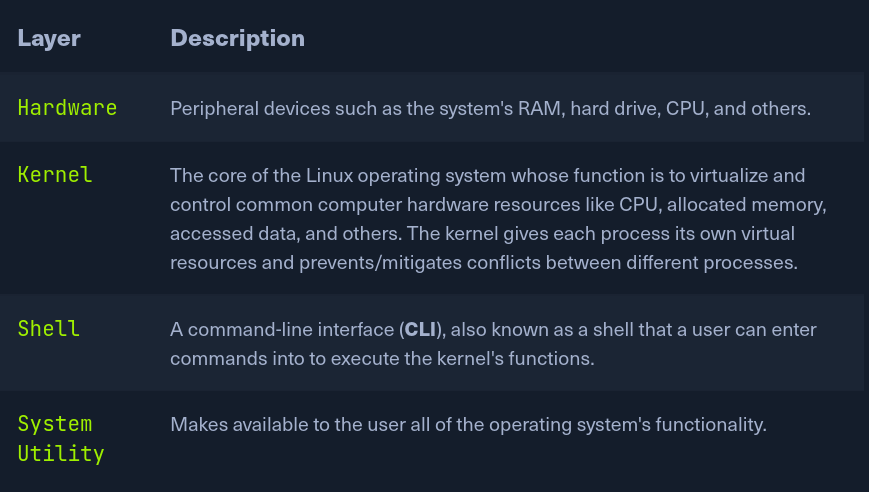 Layer Description
Hardware Peripheral devices such as the system's RAM, hard drive, CPU, and others.
Kernel The core of the Linux operating system whose function is to virtualize and
control common computer hardware resources like CPU, allocated memory,
accessed data, and others. The kernel gives each process its own virtual
resources and prevents/mitigates conflicts between different processes.
Shell A command-line interface (CLI), also known as a shell that a user can enter
commands into to execute the kernel's functions.
System Makes available to the user all of the operating system's functionality.
Utility